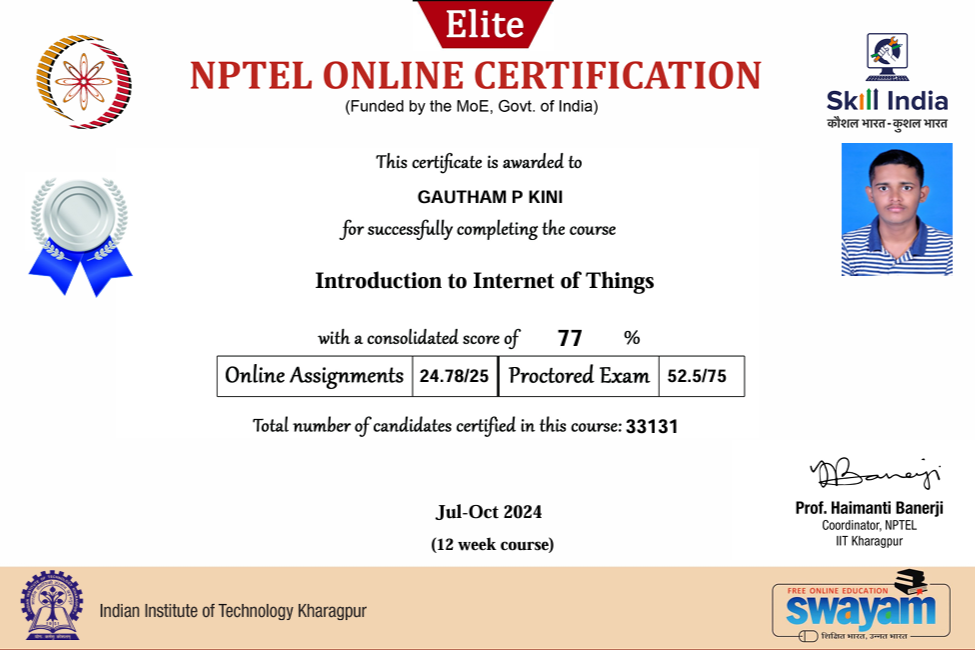 Elite
NPTEL ONLINE CERTIFICATION
(Funded by the MoE, Govt. of India)
Skill India
कौशल भारत - कुशल भारत
This certificate is awarded to
GAUTHAM P KINI
for successfully completing the course
Introduction to Internet of Things
with a consolidated score of 77 %
Online Assignments 24.78/25 Proctored Exam 52.5/75
Total number of candidates certified in this course: 33131
Jul-Oct 2024
(12 week course)
Prof. Haimanti Banerji
Coordinator, NPTEL
IIT Kharagpur
Indian Institute of Technology Kharagpur
FREE ONLINE EDUCATION
swayam
शिक्षित भारत, उन्नत भारत